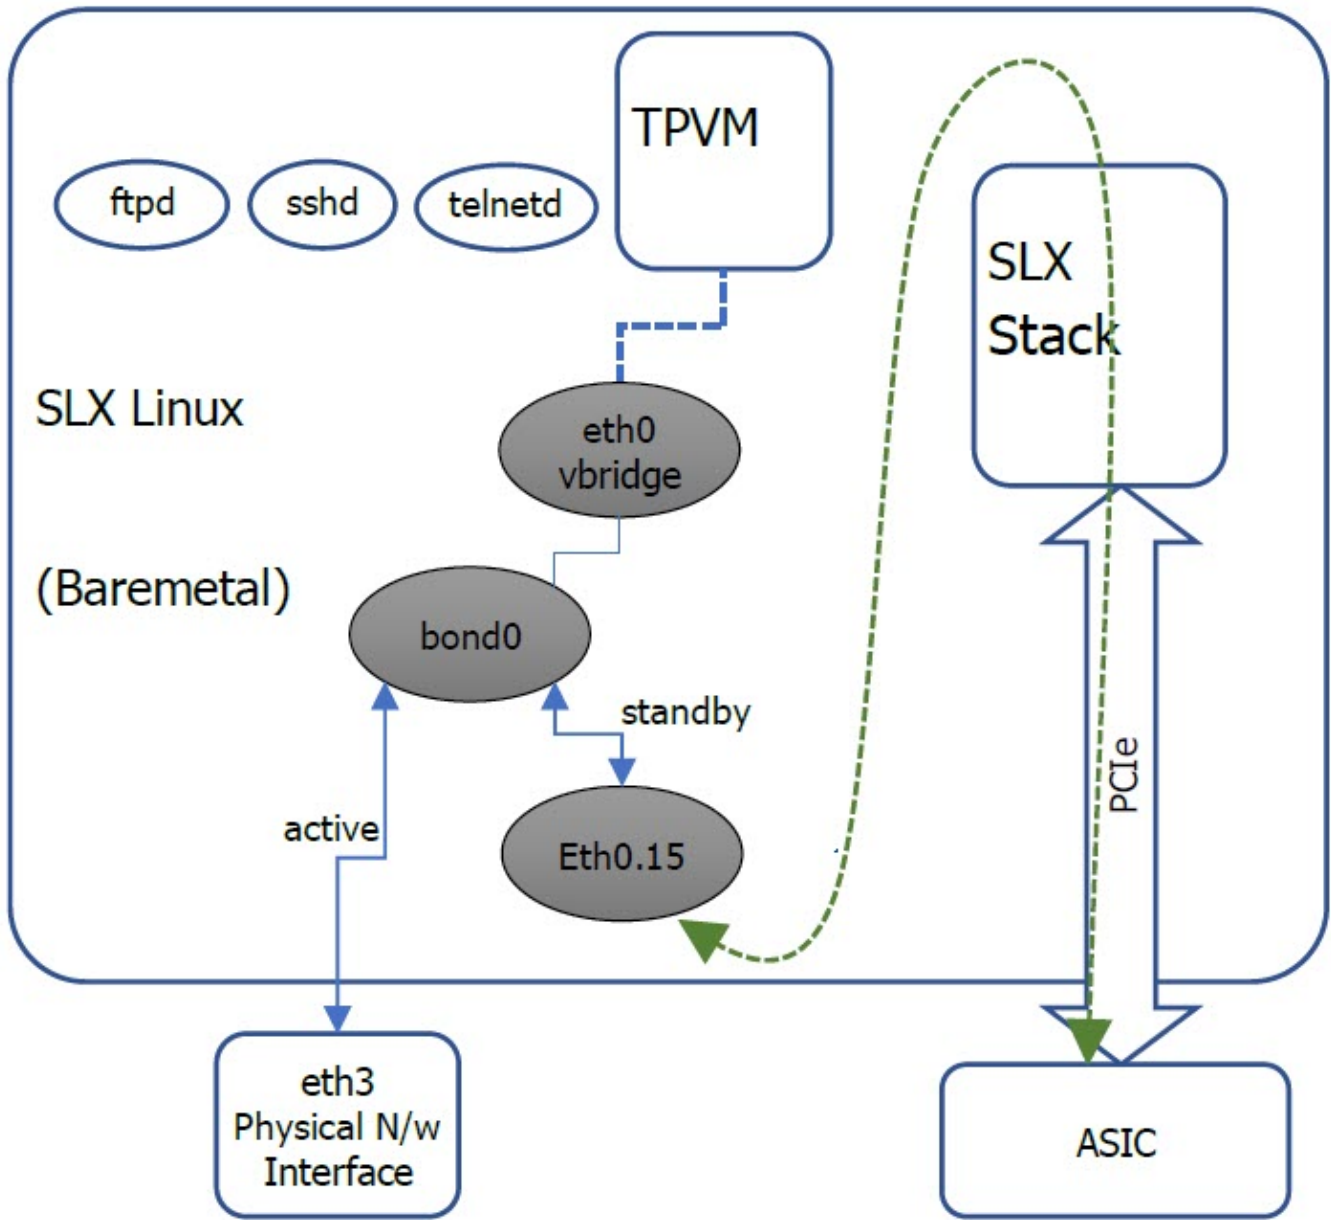 TPVM
ftpd
sshd
telnetd
SLX
Stack
SLX Linux
eth0
vbridge
(Baremetal)
bond0
standby
PCIe
active
Eth0.15
eth3
Physical N/w
Interface
ASIC